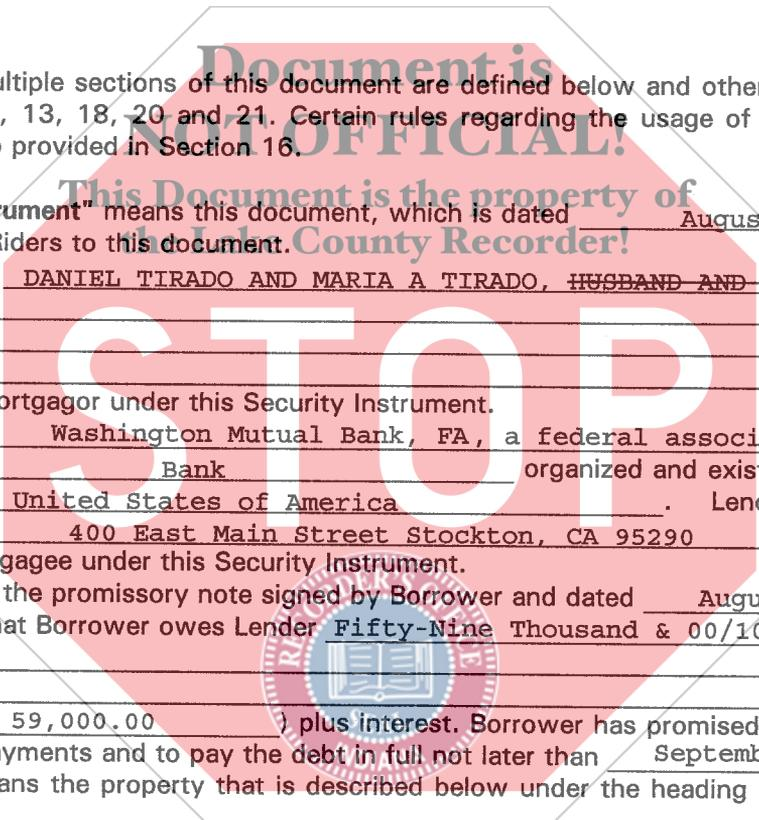 Document is
ultiple sections of this document are defined below and other
, 13, 18, 20 and 21. Certain rules regarding the usage of
NOT OFFICIAL!
provided in Section 16.
This Document is the property of
rument" means this document, which is dated Augus
the Lake County Recorder!
Riders to this document.
DANIEL TIRADO AND MARIA A TIRADO, HUSBAND AND
STOP
ortgagor under this Security Instrument.
Washington Mutual Bank, FA, a federal associ
Bank organized and exis
United States of America . Len
400 East Main Street Stockton, CA 95290
gagee under this Security Instrument.
the promissory note signed by Borrower and dated Augu
hat Borrower owes Lender Fifty-Nine Thousand & 00/10
RECORDER'S OFFICE
59,000.00 ) plus interest. Borrower has promised
ayments and to pay the debt in full not later than Septemb
ans the property that is described below under the heading